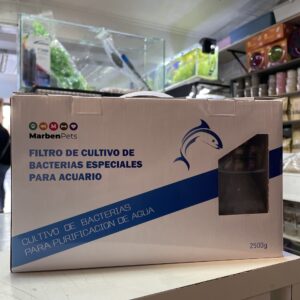 MarbenPets
FILTRO DE CULTIVO DE
BACTERIAS ESPECIALES
PARA ACUARIO
CULTIVO DE BACTERIAS
PARA PURIFICACION DE AGUA
2500g